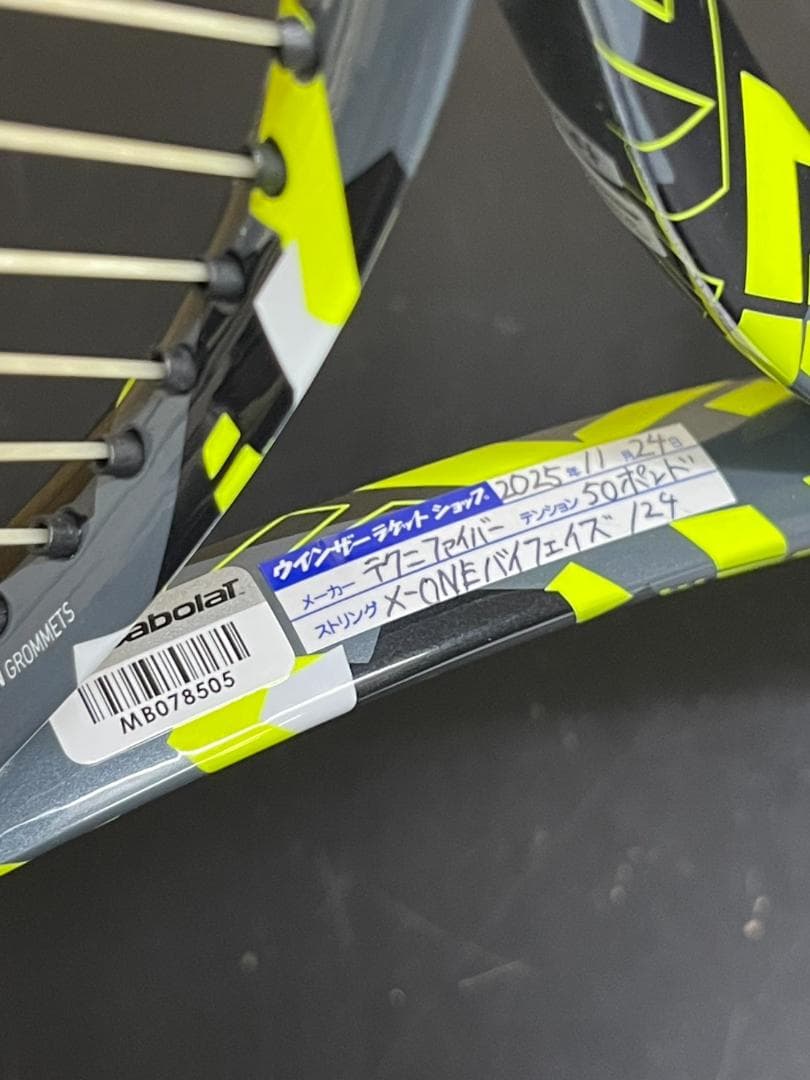 ウインザーラケットショップ 2025年11月24日
メーカー テクニファイバー テンション 50ポンド
ストリング X-ONEバイフェイズ 124
abolaT
MB078505
GROMMETS